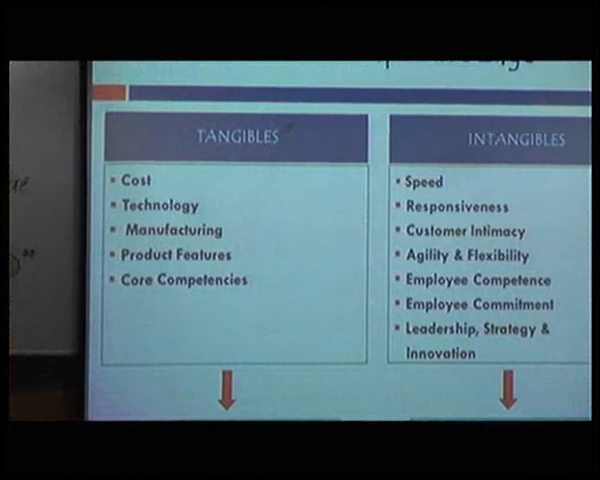 TANGIBLES
Cost
Technology
Manufacturing
Product Features
Core Competencies
INTANGIBLES
Speed
Responsiveness
Customer Intimacy
Agility & Flexibility
Employee Competence
Employee Commitment
Leadership, Strategy &
Innovation